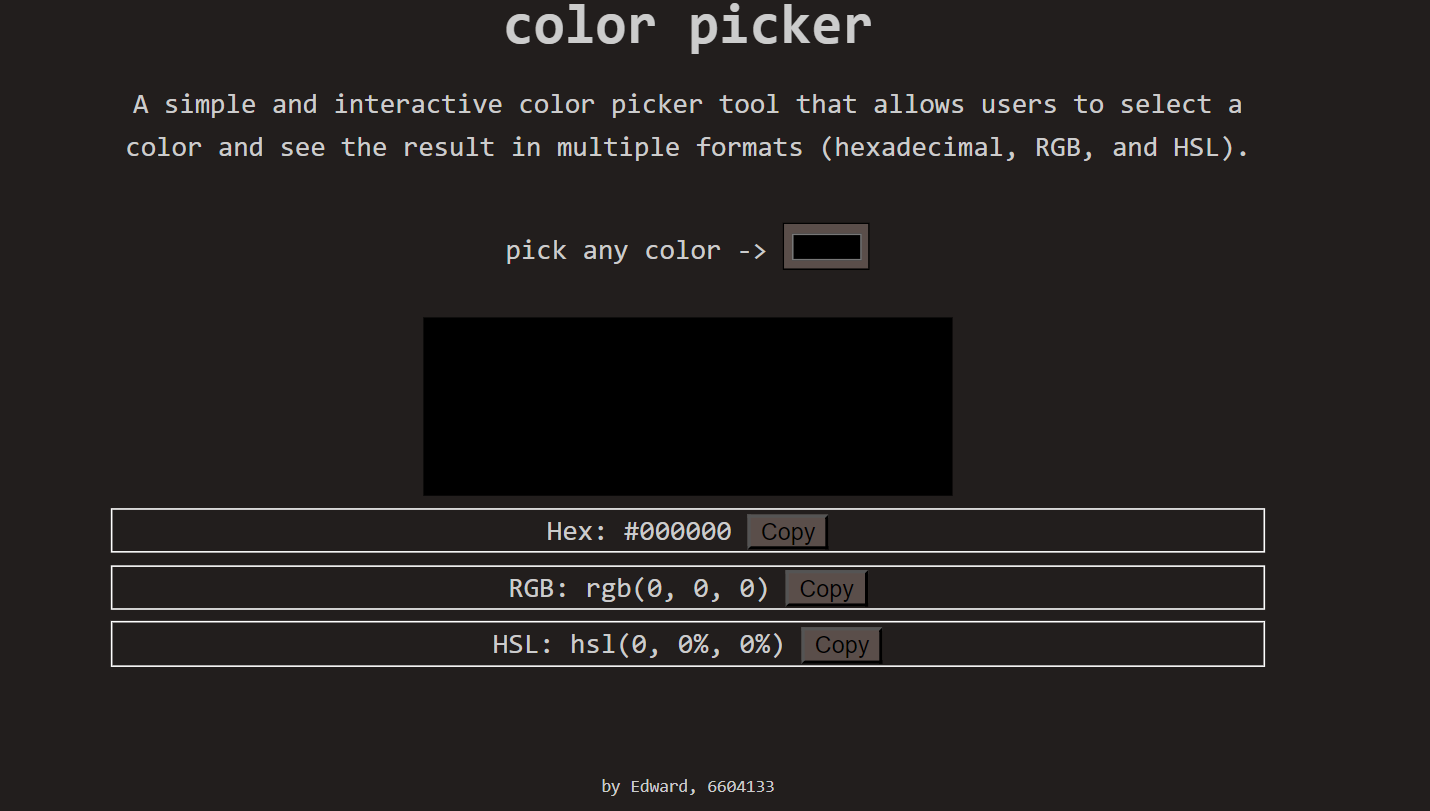 color picker
A simple and interactive color picker tool that allows users to select a
color and see the result in multiple formats (hexadecimal, RGB, and HSL).
pick any color ->
Hex: #000000 Copy
RGB: rgb(0, 0, 0) Copy
HSL: hsl(0, 0%, 0%) Copy
by Edward, 6604133